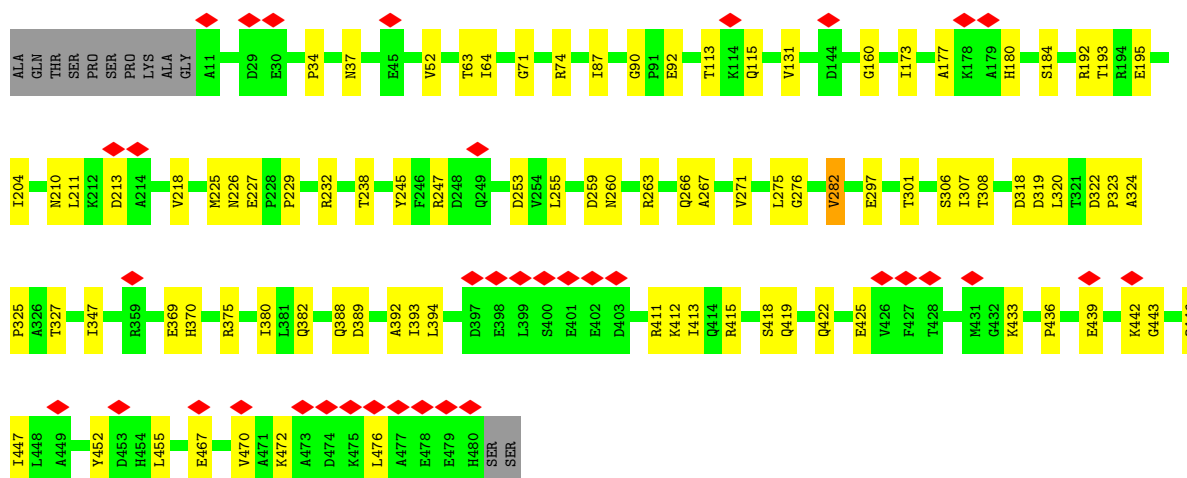 ALA GLN THR SER PRO SER PRO LYS ALA GLY A11 D29 E30 P34 N37 E45 V52 T63 I64 G71 R74 I87 G90 P91 E92 T113 K114 Q115 V131 D144 G160 I173 A177 K178 A179 H180 S184 R192 T193 R194 E195
I204 N210 L211 K212 D213 A214 V218 M225 N226 E227 P228 P229 R232 T238 Y245 F246 R247 D248 Q249 D253 V254 L255 D259 N260 R263 Q266 A267 V271 L275 G276 V282 E297 T301 S306 I307 T308 D318 D319 L320 T321 D322 P323 A324
P325 A326 T327 I347 R359 E369 H370 R375 I380 L381 Q382 Q388 D389 A392 I393 L394 D397 E398 L399 S400 E401 E402 D403 R411 K412 I413 Q414 R415 S418 Q419 Q422 E425 V426 F427 T428 M431 G432 K433 P436 E439 K442 G443
I447 L448 A449 Y452 D453 H454 L455 E467 V470 A471 K472 A473 D474 K475 L476 A477 E478 E479 H480 SER SER